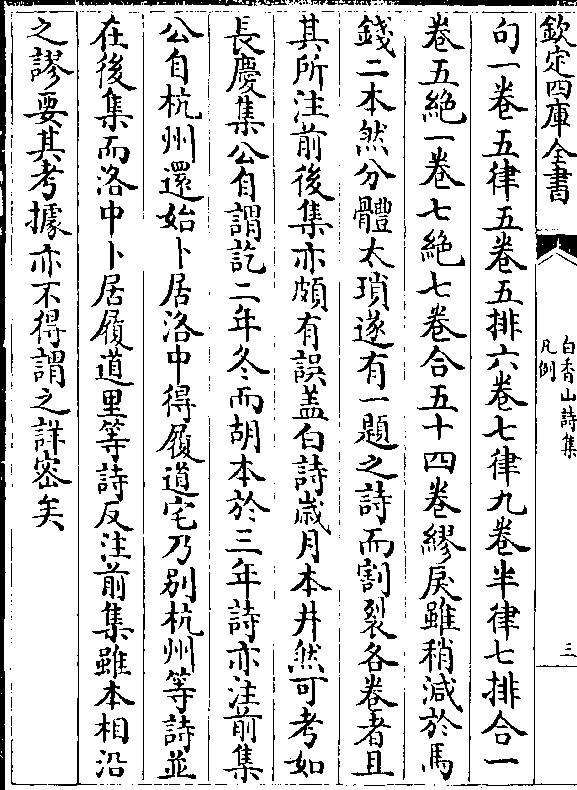 欽定四庫全書
白香山詩集
凡例
三
句一卷五律五卷五排六卷七律九卷半律七排合一
卷五絶一卷七絶七卷合五十四卷繆戾雖稍減於馬
錢二本然分體太瑣遂有一題之詩而割裂各卷者且
其所注前後集亦頗有誤盖白詩歲月本井然可考如
長慶集公自謂訖二年冬而胡本於三年詩亦注前集
公自杭州還始卜居洛中得履道宅乃别杭州等詩並
在後集而洛中卜居履道里等詩反注前集雖本相沿
之謬要其考據亦不得謂之詳宻矣